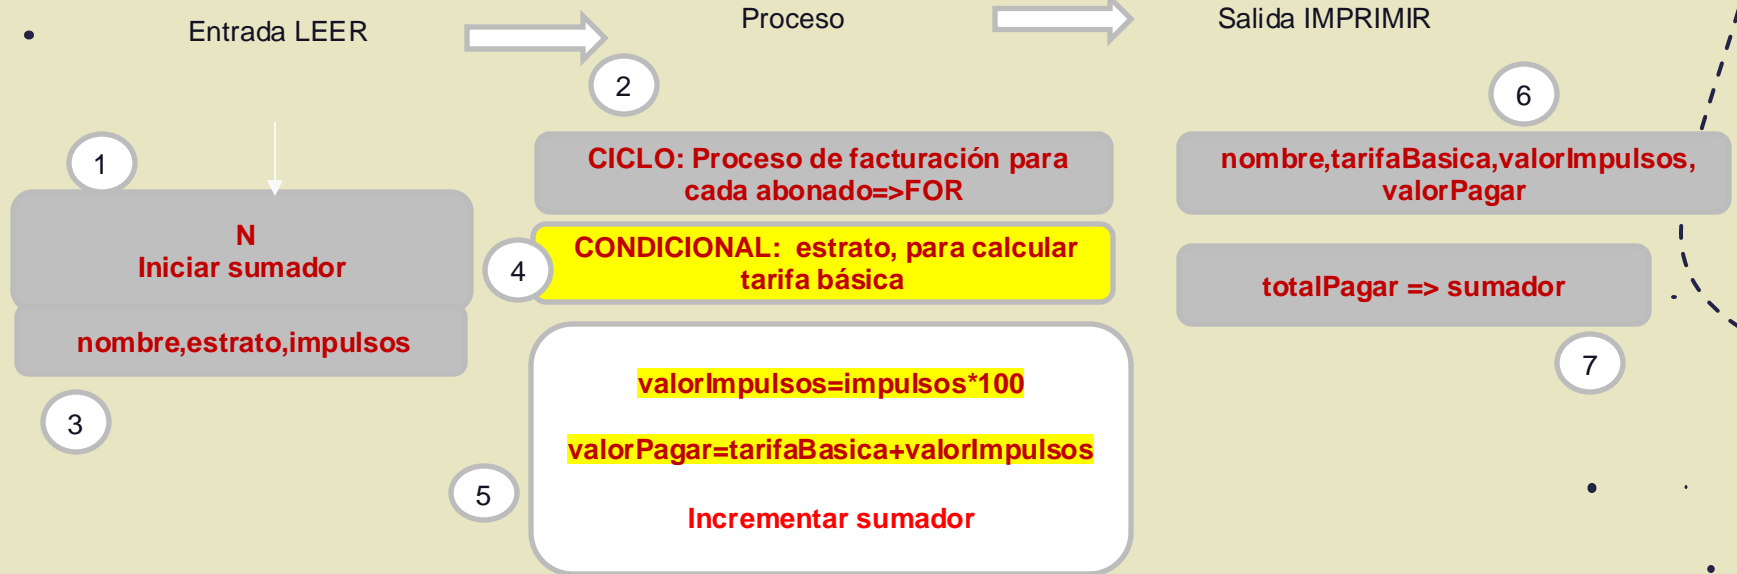 Entrada LEER
Proceso
Salida IMPRIMIR
1
N
Iniciar sumador
nombre,estrato,impulsos
3
2
CICLO: Proceso de facturación para
cada abonado=>FOR
4
CONDICIONAL: estrato, para calcular
tarifa básica
5
valorImpulsos=impulsos*100
valorPagar=tarifaBasica+valorImpulsos
Incrementar sumador
6
nombre,tarifaBasica,valorImpulsos,
valorPagar
totalPagar => sumador
7